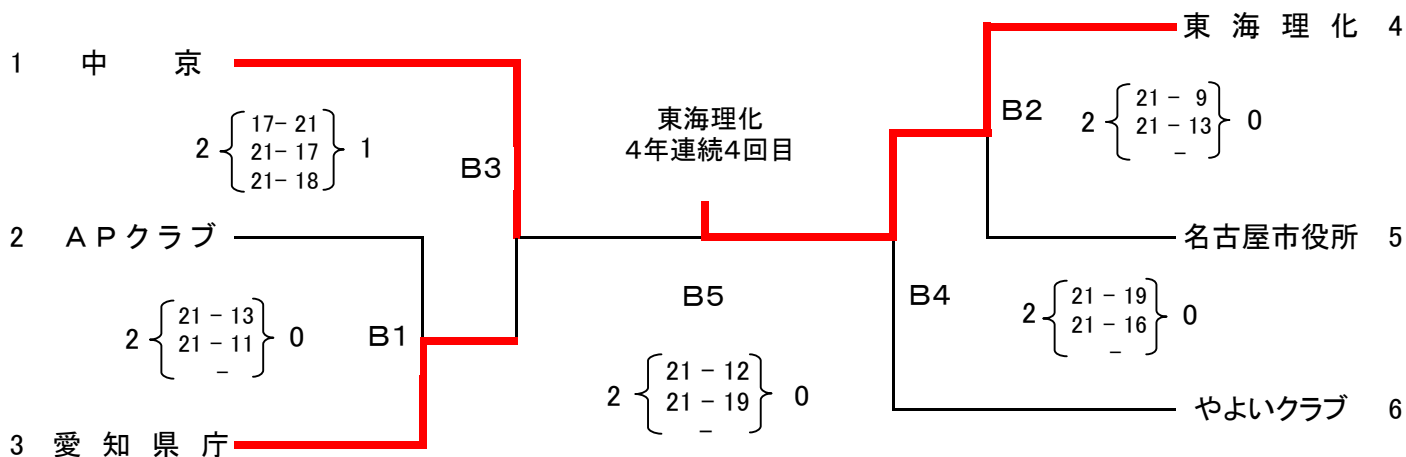 東 海 理 化 4
1 中 京
2 { 17- 21 } 1
21- 17
21- 18
B3
東海理化
4年連続4回目
B2
2 { 21 - 9 } 0
21 - 13
-
2 APクラブ
名古屋市役所 5
2 { 21 - 13 } 0
21 - 11
-
B1
B5
B4
2 { 21 - 19 } 0
21 - 16
-
2 { 21 - 12 } 0
21 - 19
-
やよいクラブ 6
3 愛 知 県 庁